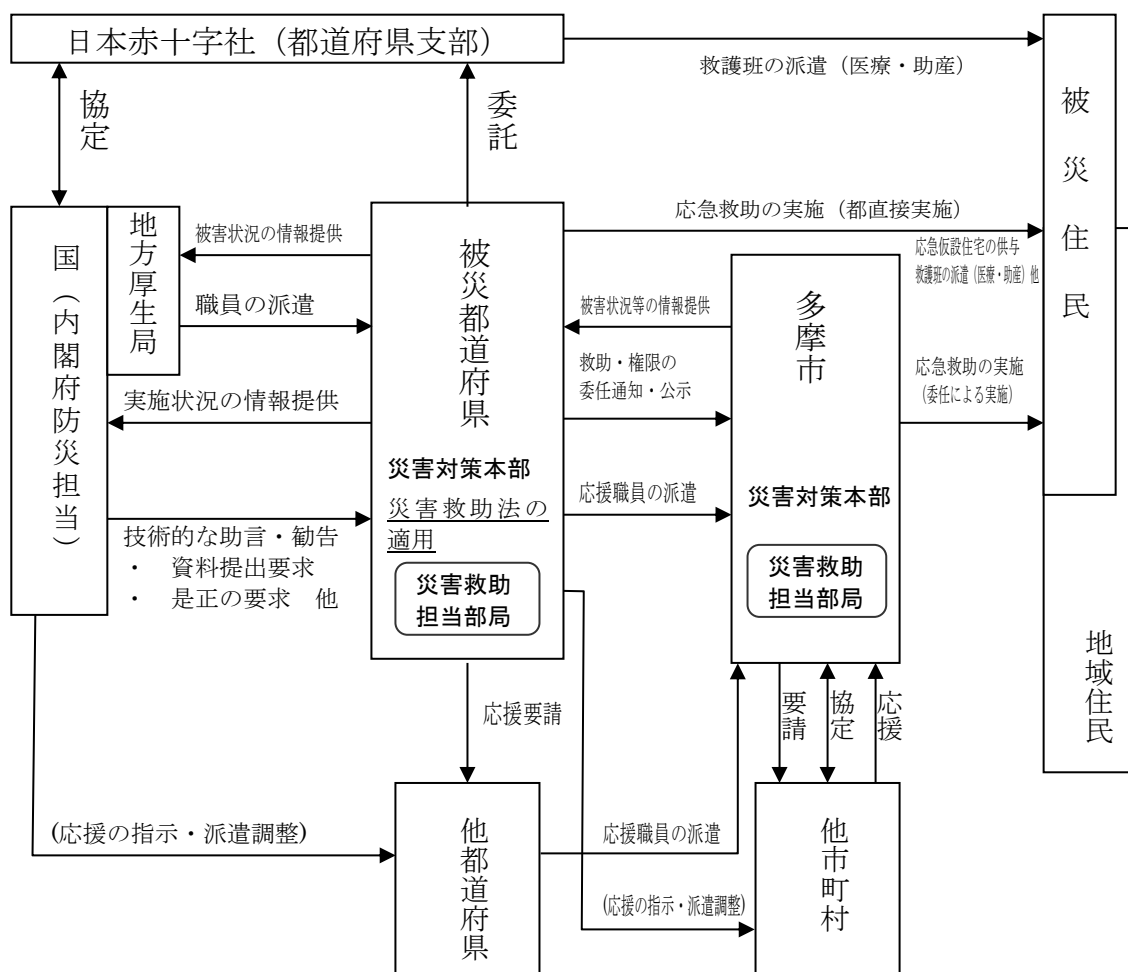 日本赤十字社（都道府県支部）
救護班の派遣（医療・助産）
被災住民
協定
委託
国（内閣府防災担当）
地方厚生局
被害状況の情報提供
職員の派遣
実施状況の情報提供
技術的な助言・勧告
・　資料提出要求
・　是正の要求　他
被災都道府県
災害対策本部
災害救助法の
適用
災害救助
担当部局
応急救助の実施（都直接実施）
応急仮設住宅の供与
救護班の派遣（医療・助産）他
被害状況等の情報提供
救助・権限の
委任通知・公示
応援職員の派遣
多摩市
災害対策本部
災害救助
担当部局
応急救助の実施
（委任による実施）
地域住民
応援要請
要請
協定
応援
(応援の指示・派遣調整)
他都道府県
応援職員の派遣
(応援の指示・派遣調整)
他市町村